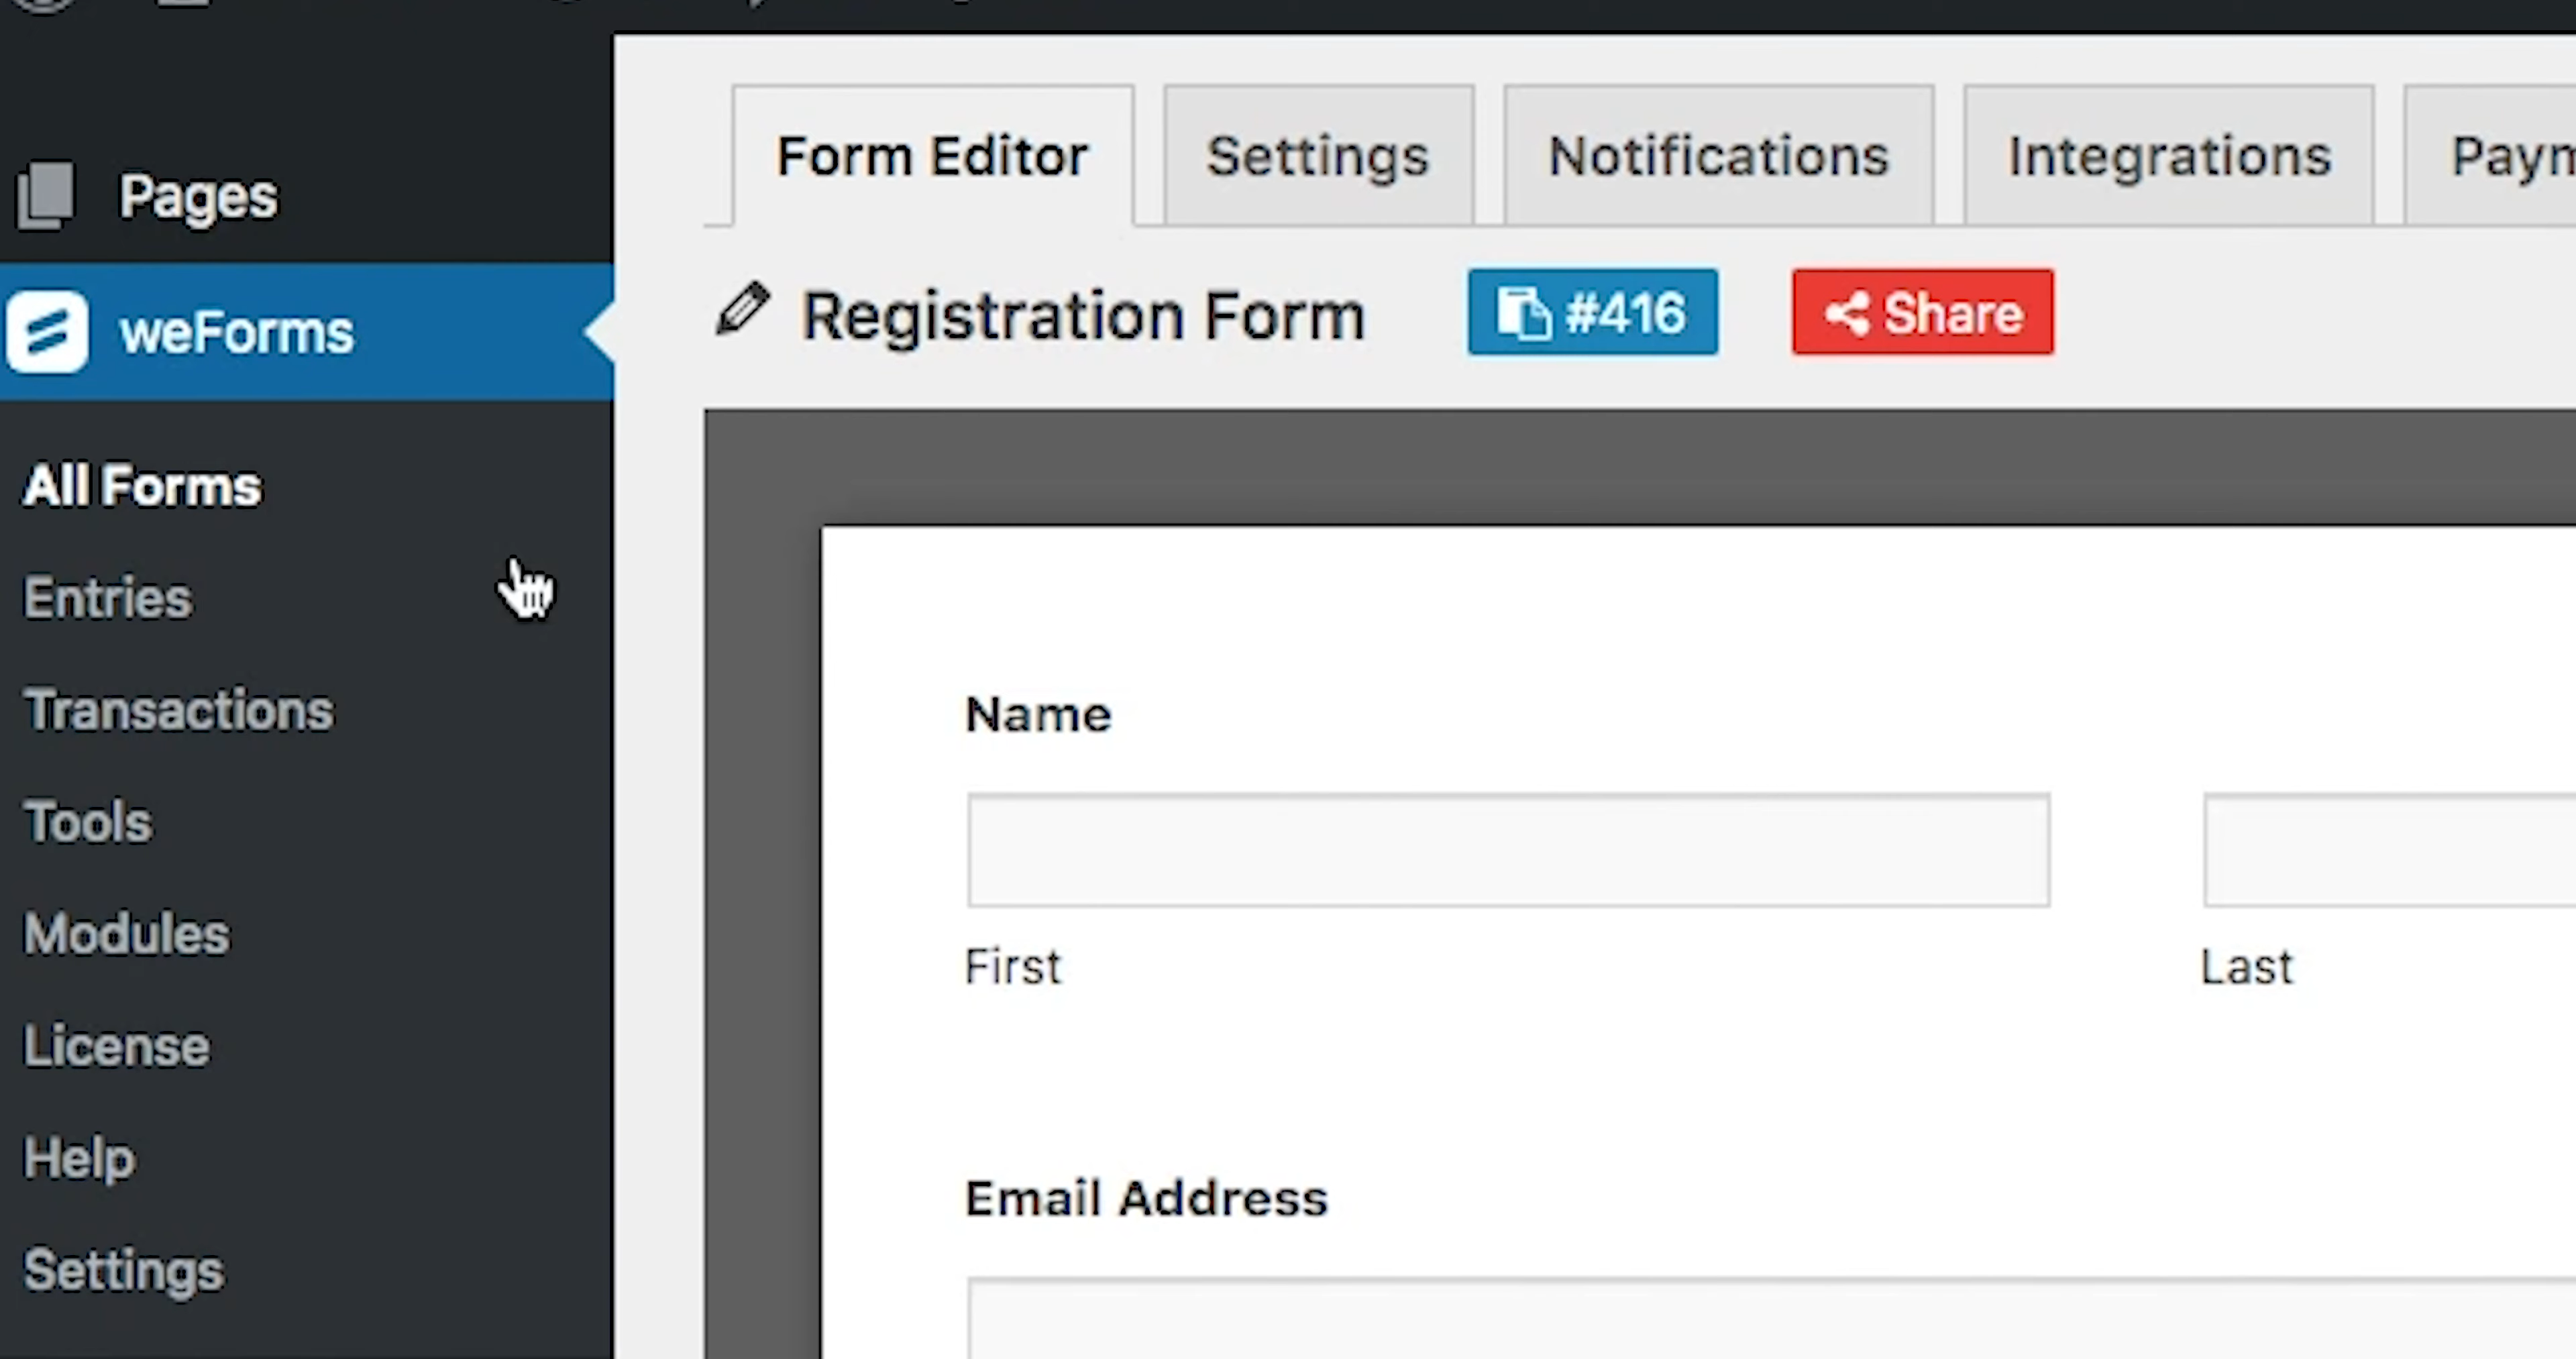 Pages
weForms
All Forms
Entries
Transactions
Tools
Modules
License
Help
Settings
Form Editor
Settings
Notifications
Integrations
Registration Form
#416
Share
Name
First
Last
Email Address